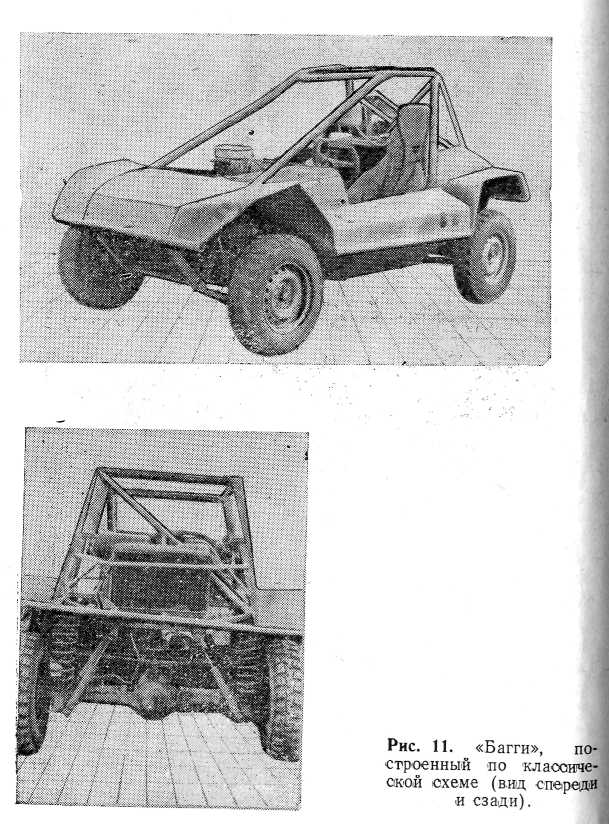 Рис. 11. «Багги», по-
строенный по классиче-
ской схеме (вид спереди
и сзади).